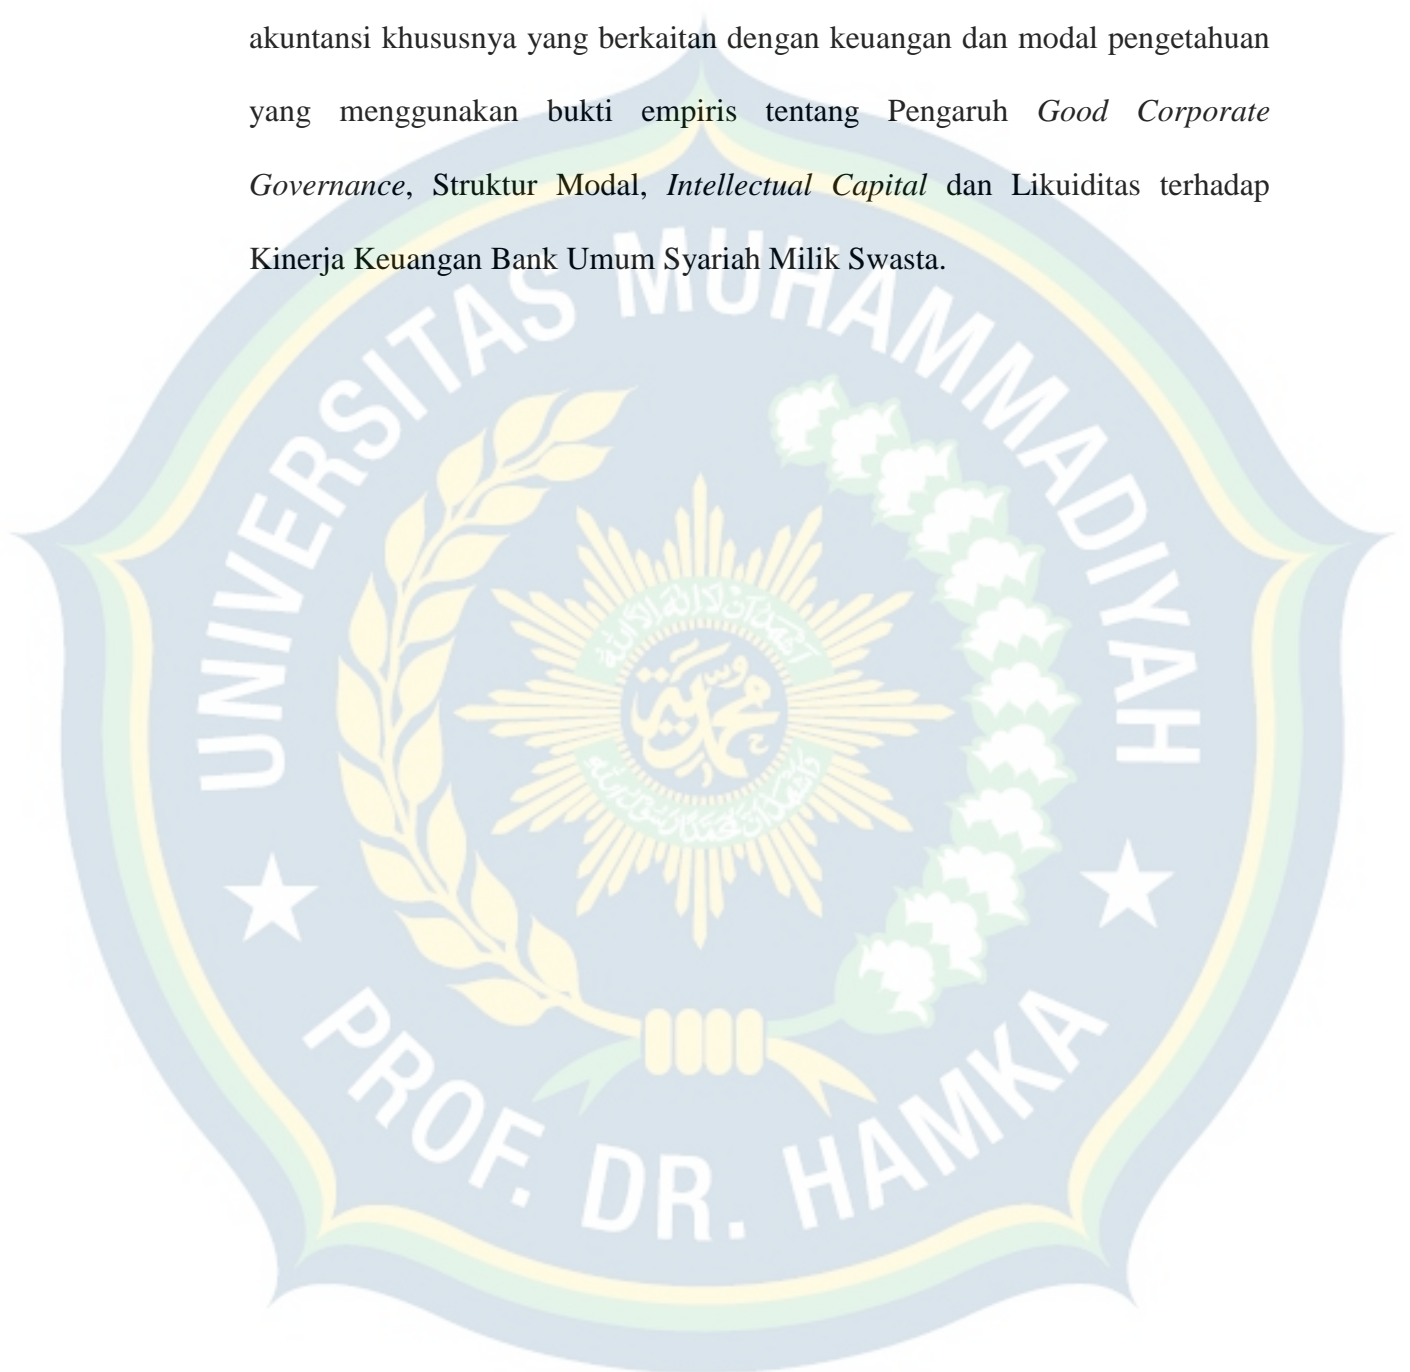 akuntansi khususnya yang berkaitan dengan keuangan dan modal pengetahuan
yang menggunakan bukti empiris tentang Pengaruh Good Corporate
Governance, Struktur Modal, Intellectual Capital dan Likuiditas terhadap
Kinerja Keuangan Bank Umum Syariah Milik Swasta.
UNIVERSITAS MUHAMMADIYAH
محمدية
PROF. DR. HAMKA